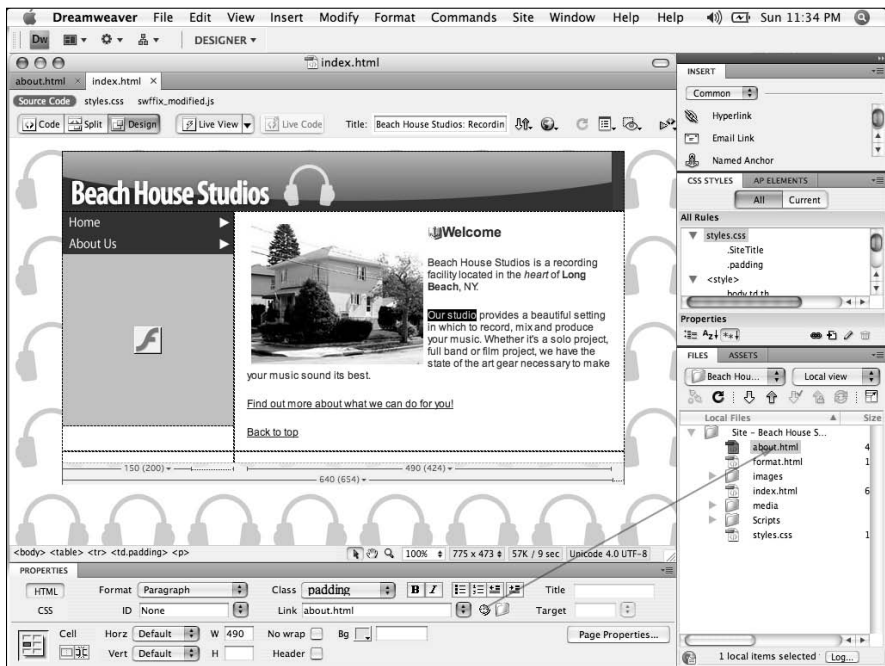 Dreamweaver File Edit View Insert Modify Format Commands Site Window Help Help Sun 11:34 PM
Dw DESIGNER
index.html
about.html × index.html ×
Source Code styles.css swffix_modified.js
Code Split Design Live View Live Code Title: Beach House Studios: Recordin
Beach House Studios
Home
About Us
Welcome
Beach House Studios is a recording
facility located in the heart of Long
Beach, NY.
Our studio provides a beautiful setting
in which to record, mix and produce
your music. Whether it's a solo project,
full band or film project, we have the
state of the art gear necessary to make
your music sound its best.
Find out more about what we can do for you!
Back to top
150 (200) 490 (424)
640 (654)
<body> <table> <tr> <td.padding> <p> 100% 775 x 473 57K / 9 sec Unicode 4.0 UTF-8
PROPERTIES
HTML Format Paragraph Class padding B I Title
CSS ID None Link about.html Target
Cell Horz Default W 490 No wrap Bg Page Properties...
Vert Default H Header
INSERT
Common
Hyperlink
Email Link
Named Anchor
CSS STYLES AP ELEMENTS
All Current
All Rules
styles.css
.SiteTitle
.padding
<style>
body,td,th
Properties
FILES ASSETS
Beach Hou... Local view
Local Files Size
Site - Beach House S...
about.html 4
format.html 1
images
index.html 6
media
Scripts
styles.css 1
1 local items selected Log...